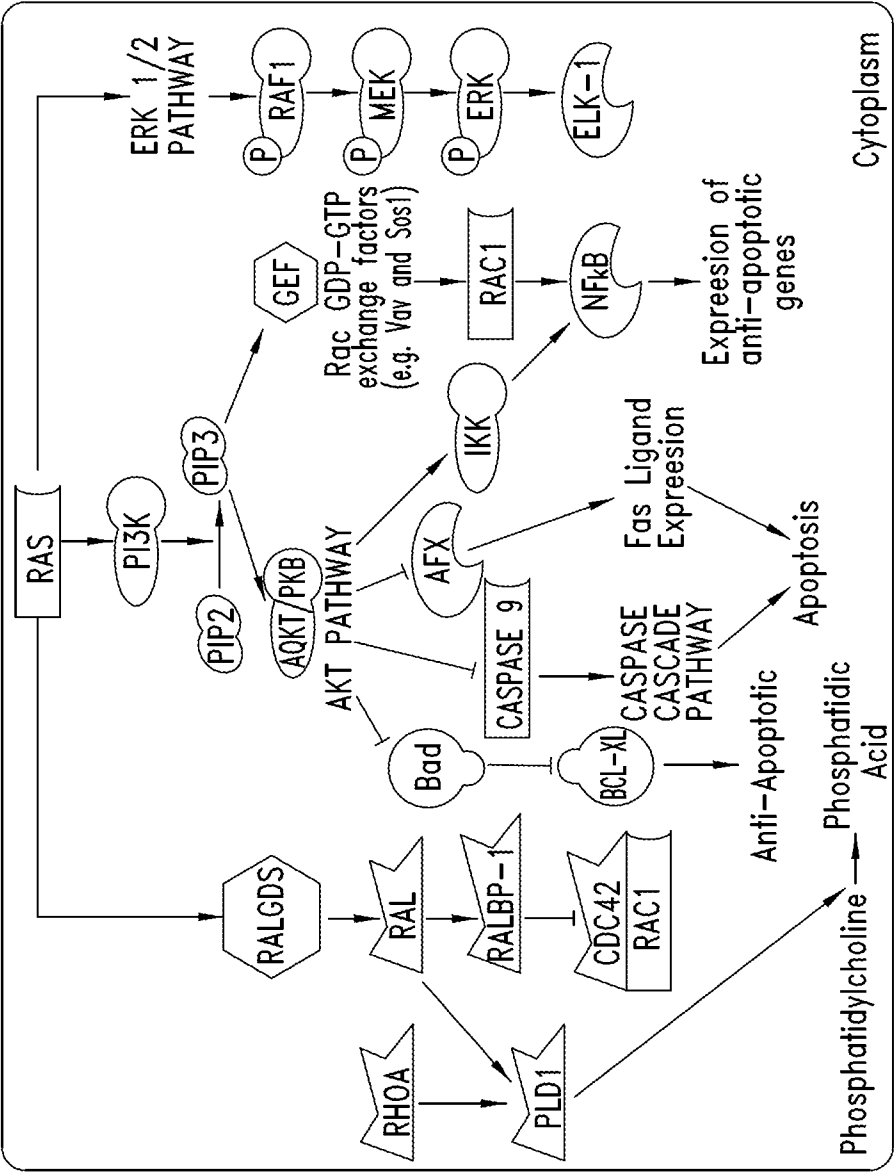 RAS
ERK 1/2
PATHWAY
PI3K
RAF1
P
PIP2
PIP3
MEK
P
RALGDS
AQKT/PKB
GEF
ERK
P
AKT PATHWAY
Rac GDP-GTP
exchange factors
(e.g. Vav and Sos1)
ELK-1
RHOA
RAL
Bad
AFX
IKK
RAC1
PLD1
RALBP-1
CASPASE 9
NFkB
CDC42
RAC1
BCL-XL
CASPASE
CASCADE
PATHWAY
Fas Ligand
Expreesion
Expreesion of
anti-apoptotic
genes
Anti-Apoptotic
Apoptosis
Phosphatidylcholine
Phosphatidic
Acid
Cytoplasm